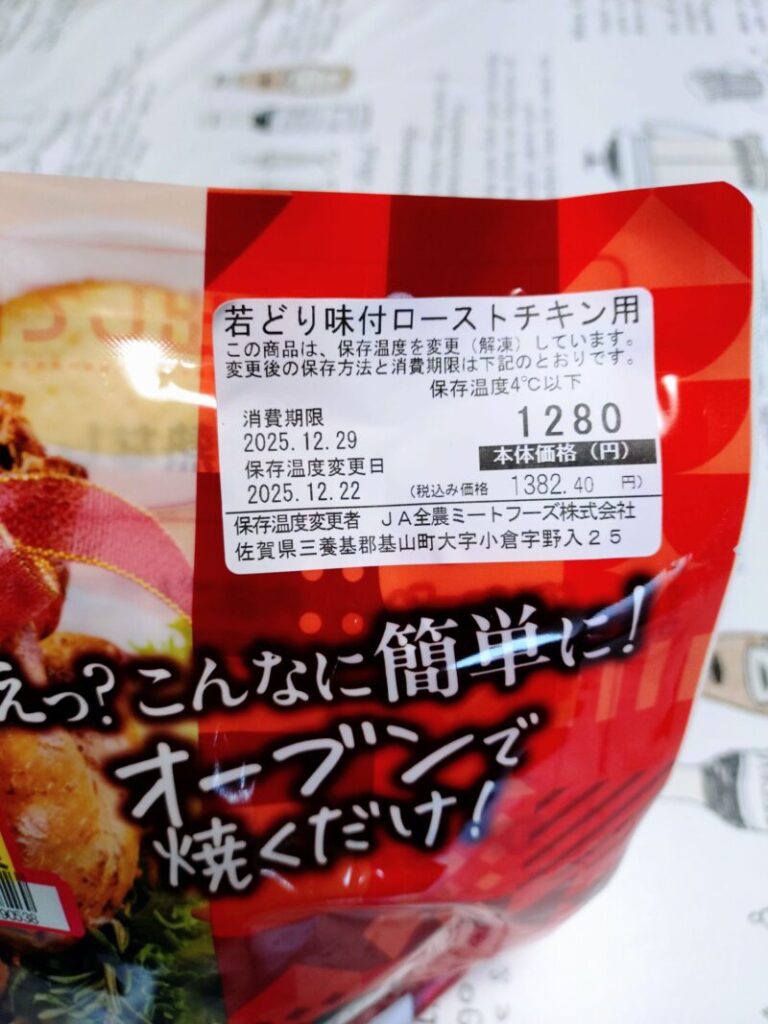 若どり味付ローストチキン用
この商品は、保存温度を変更（解凍）しています。
変更後の保存方法と消費期限は下記のとおりです。
保存温度4℃以下
消費期限
2025.12.29
保存温度変更日
2025.12.22
1280
本体価格（円）
(税込み価格 1382.40 円)
保存温度変更者 ＪＡ全農ミートフーズ株式会社
佐賀県三養基郡基山町大字小倉字野入２５
えっ?こんなに簡単に!
オーブンで
焼くだけ!
90538